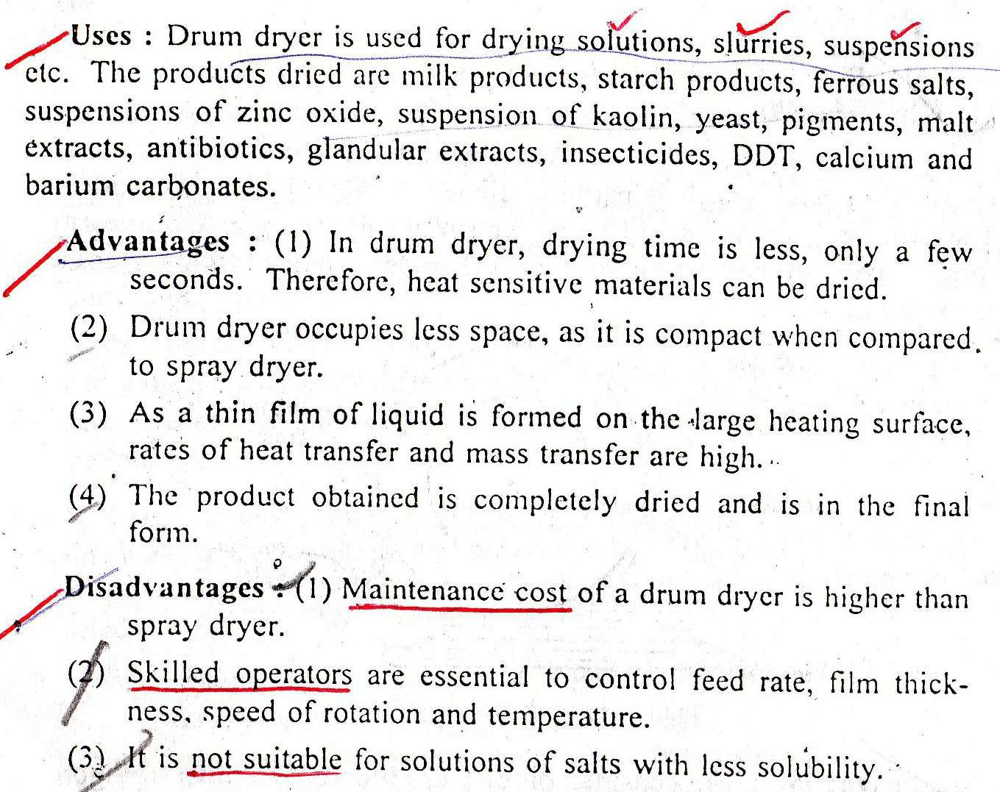 Uses : Drum dryer is used for drying solutions, slurries, suspensions
etc. The products dried are milk products, starch products, ferrous salts,
suspensions of zinc oxide, suspension of kaolin, yeast, pigments, malt
extracts, antibiotics, glandular extracts, insecticides, DDT, calcium and
barium carbonates.
Advantages : (1) In drum dryer, drying time is less, only a few
seconds. Therefore, heat sensitive materials can be dried.
(2) Drum dryer occupies less space, as it is compact when compared
to spray dryer.
(3) As a thin film of liquid is formed on the large heating surface,
rates of heat transfer and mass transfer are high.
(4) The product obtained is completely dried and is in the final
form.
Disadvantages : (1) Maintenance cost of a drum dryer is higher than
spray dryer.
(2) Skilled operators are essential to control feed rate, film thick-
ness, speed of rotation and temperature.
(3) It is not suitable for solutions of salts with less solubility.